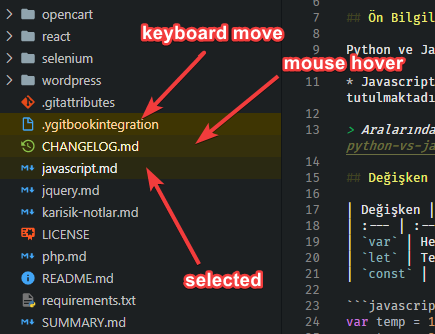 opencart
react
selenium
wordpress
.gitattributes
.ygitbookintegration
CHANGELOG.md
javascript.md
jquery.md
karisik-notlar.md
LICENSE
php.md
README.md
requirements.txt
SUMMARY.md
keyboard move
mouse hover
selected
7 ## Ön Bilgil
8
Python ve Ja
11 * Javascript
tutulmaktadı
12
13 > Aralarında
python-vs-ja
14
15 ## Değişken
16
17 | Değişken |
18 | :--- | :--
19 | `var` | He
20 | `let` | Te
21 | `const` |
22
23 ```javascrip
24 var temp = 1